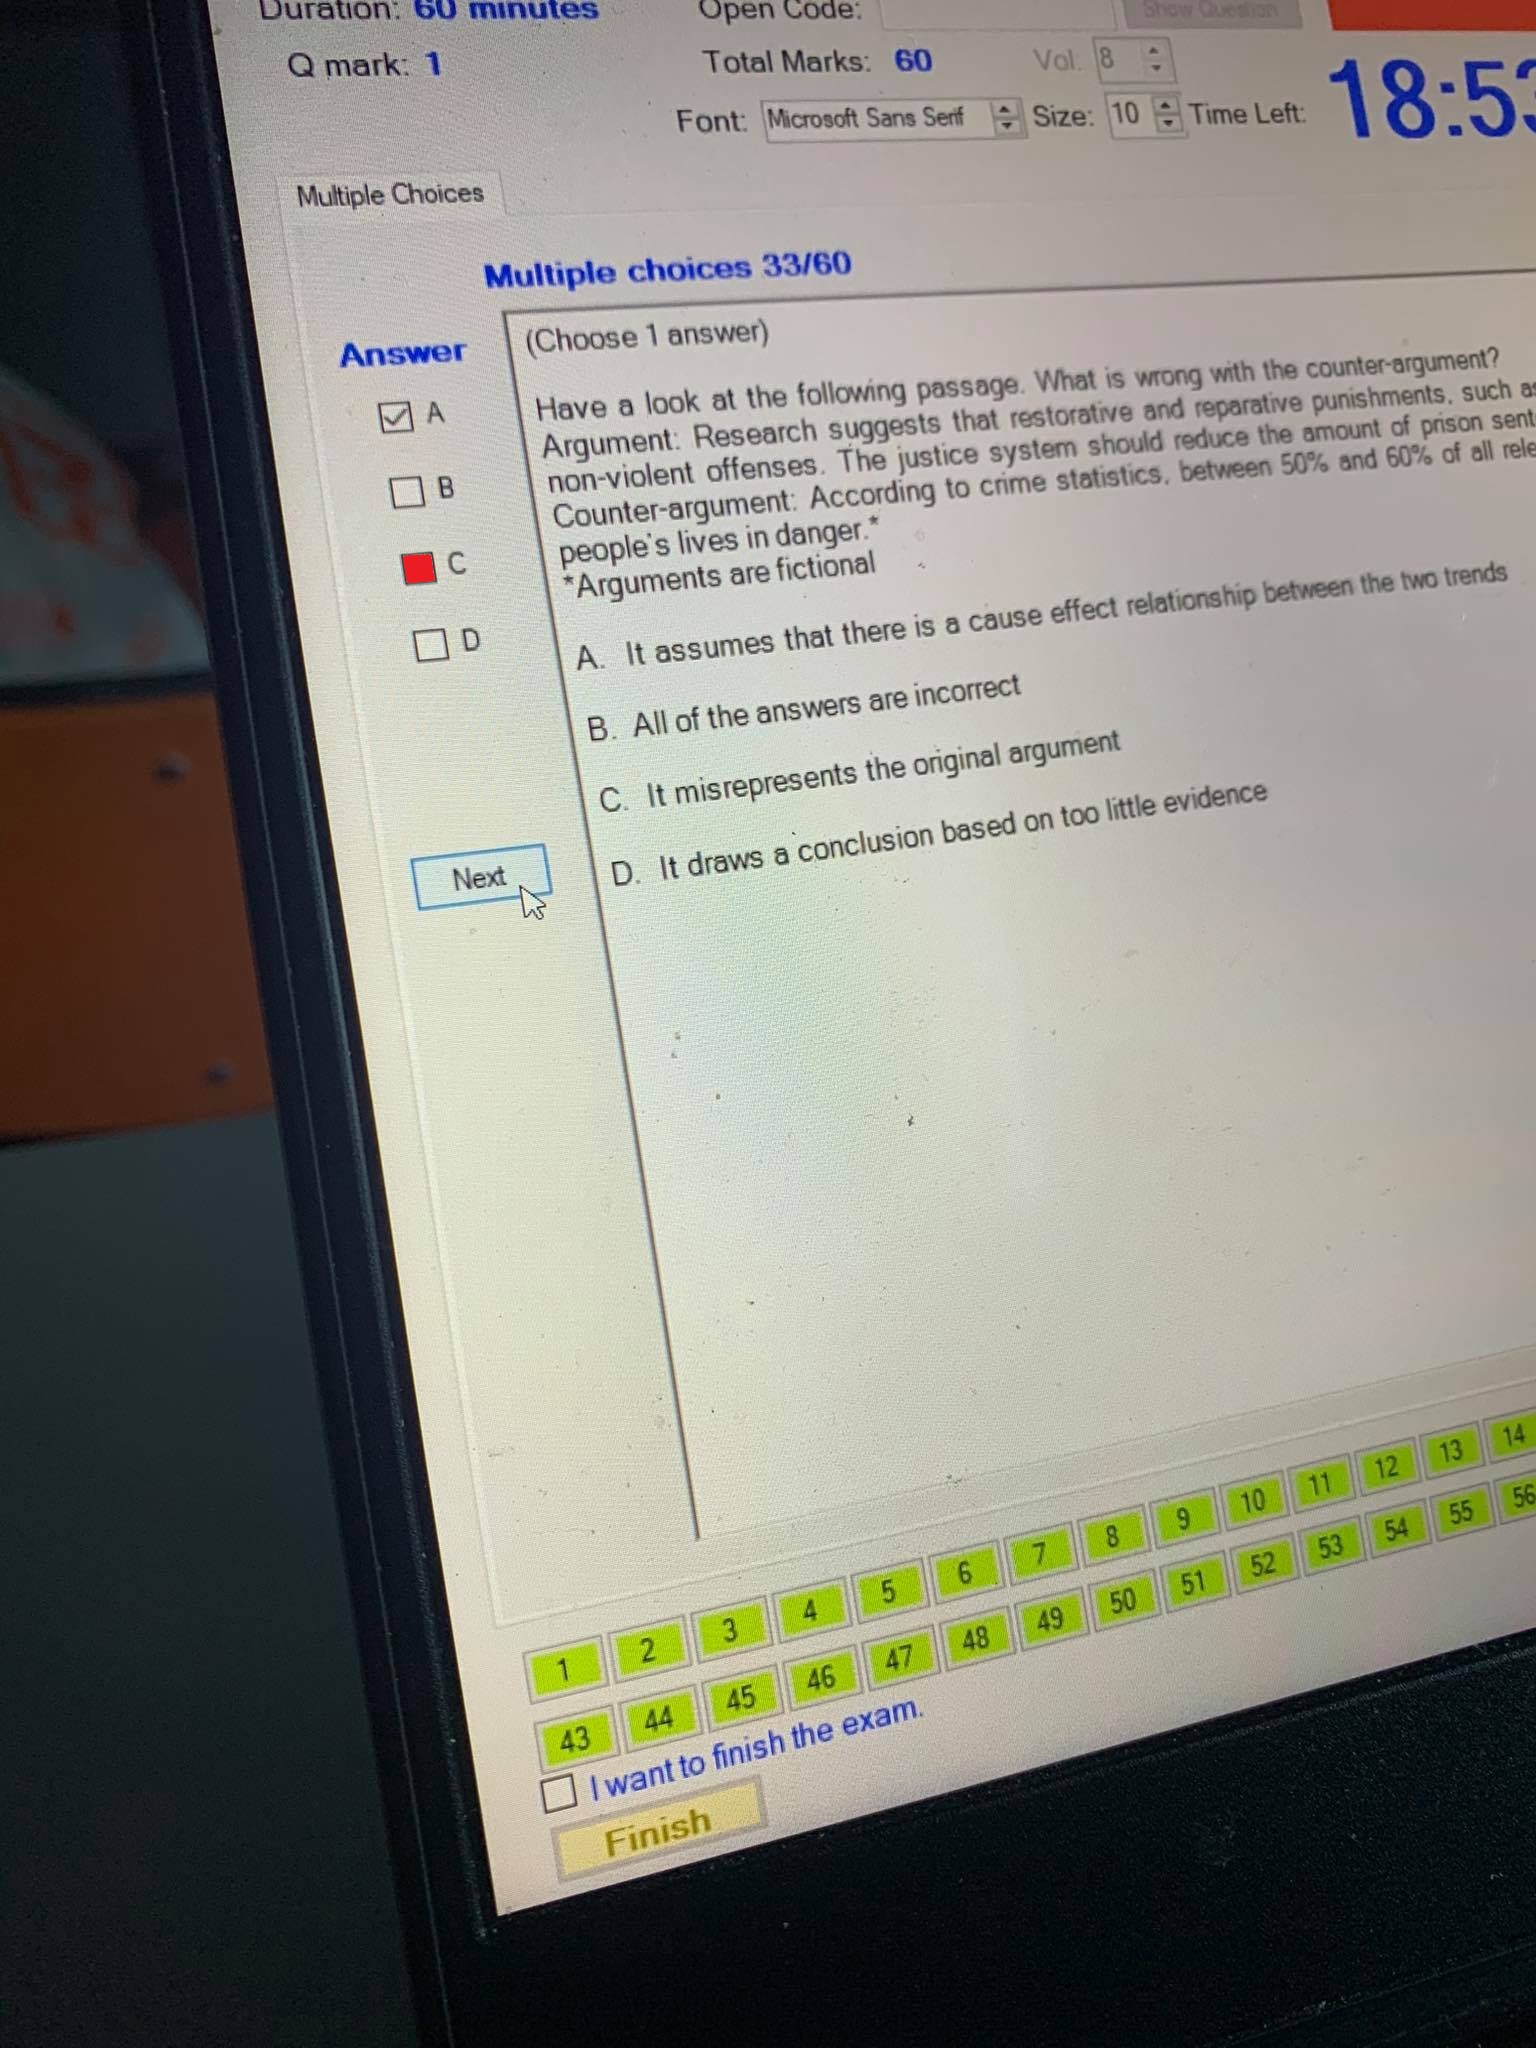 Duration: 60 minutes
Open Code:
Show Question
Q mark: 1
Total Marks: 60
Vol: 8
Font: Microsoft Sans Serif
Size: 10
Time Left:
18:53
Multiple Choices
Multiple choices 33/60
Answer
A
B
C
D
Next
(Choose 1 answer)
Have a look at the following passage. What is wrong with the counter-argument?
Argument: Research suggests that restorative and reparative punishments, such as
non-violent offenses. The justice system should reduce the amount of prison sent
Counter-argument: According to crime statistics, between 50% and 60% of all rele
people's lives in danger.*
*Arguments are fictional
A. It assumes that there is a cause effect relationship between the two trends
B. All of the answers are incorrect
C. It misrepresents the original argument
D. It draws a conclusion based on too little evidence
1 2 3 4 5 6 7 8 9 10 11 12 13 14
43 44 45 46 47 48 49 50 51 52 53 54 55 56
I want to finish the exam.
Finish